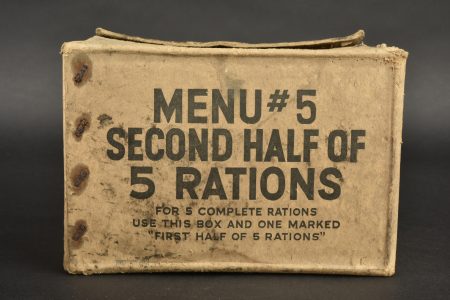 MENU #5
SECOND HALF OF
5 RATIONS
FOR 5 COMPLETE RATIONS
USE THIS BOX AND ONE MARKED
"FIRST HALF OF 5 RATIONS"